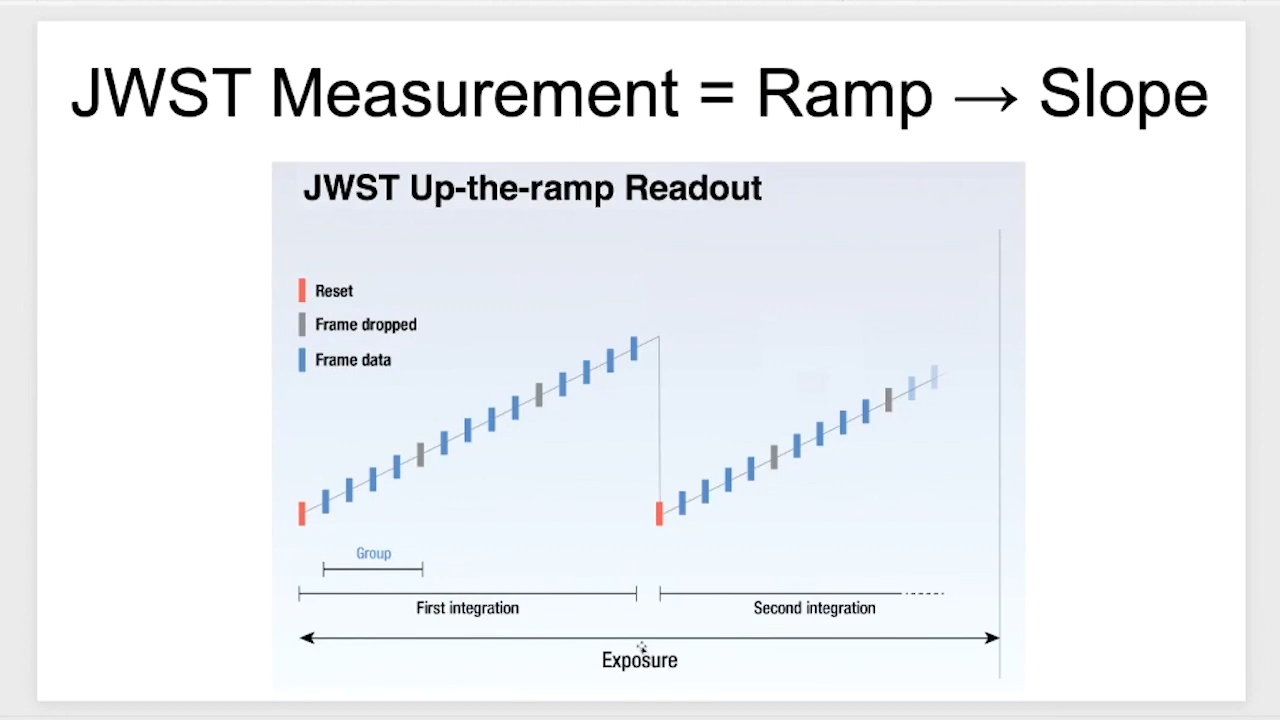 JWST Measurement = Ramp → Slope
JWST Up-the-ramp Readout
Reset
Frame dropped
Frame data
Group
First integration
Second integration
Exposure